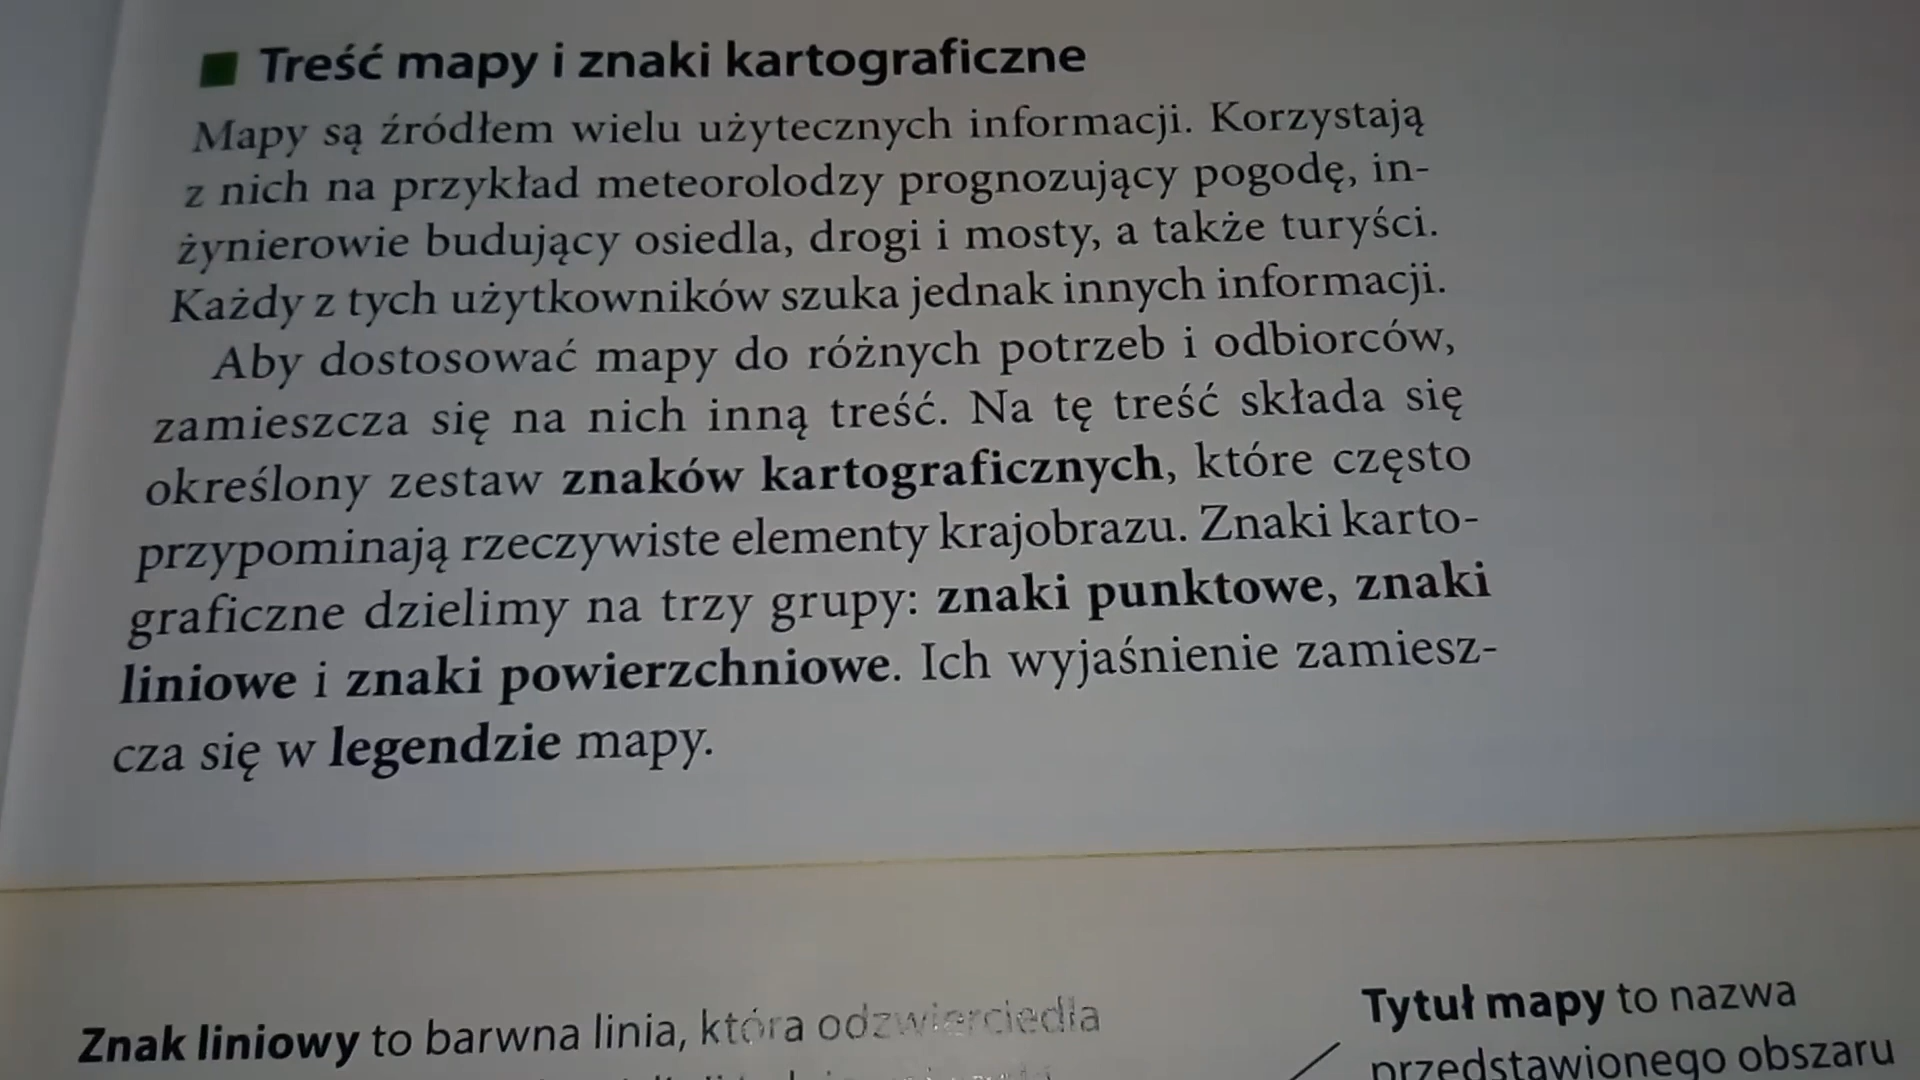 Treść mapy i znaki kartograficzne
Mapy są źródłem wielu użytecznych informacji. Korzystają
z nich na przykład meteorolodzy prognozujący pogodę, in-
żynierowie budujący osiedla, drogi i mosty, a także turyści.
Każdy z tych użytkowników szuka jednak innych informacji.
Aby dostosować mapy do różnych potrzeb i odbiorców,
zamieszcza się na nich inną treść. Na tę treść składa się
określony zestaw znaków kartograficznych, które często
przypominają rzeczywiste elementy krajobrazu. Znaki karto-
graficzne dzielimy na trzy grupy: znaki punktowe, znaki
liniowe i znaki powierzchniowe. Ich wyjaśnienie zamiesz-
cza się w legendzie mapy.
Znak liniowy to barwna linia, która odzwierciedla
Tytuł mapy to nazwa
przedstawionego obszaru